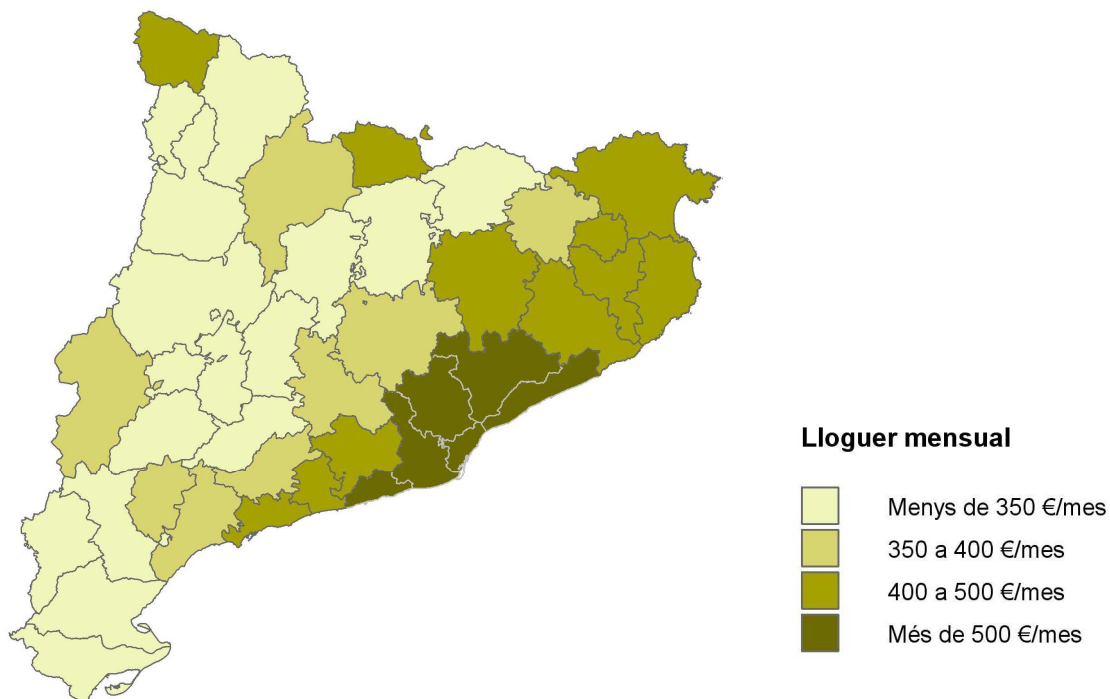 Lloguer mensual
Menys de 350 €/mes
350 a 400 €/mes
400 a 500 €/mes
Més de 500 €/mes